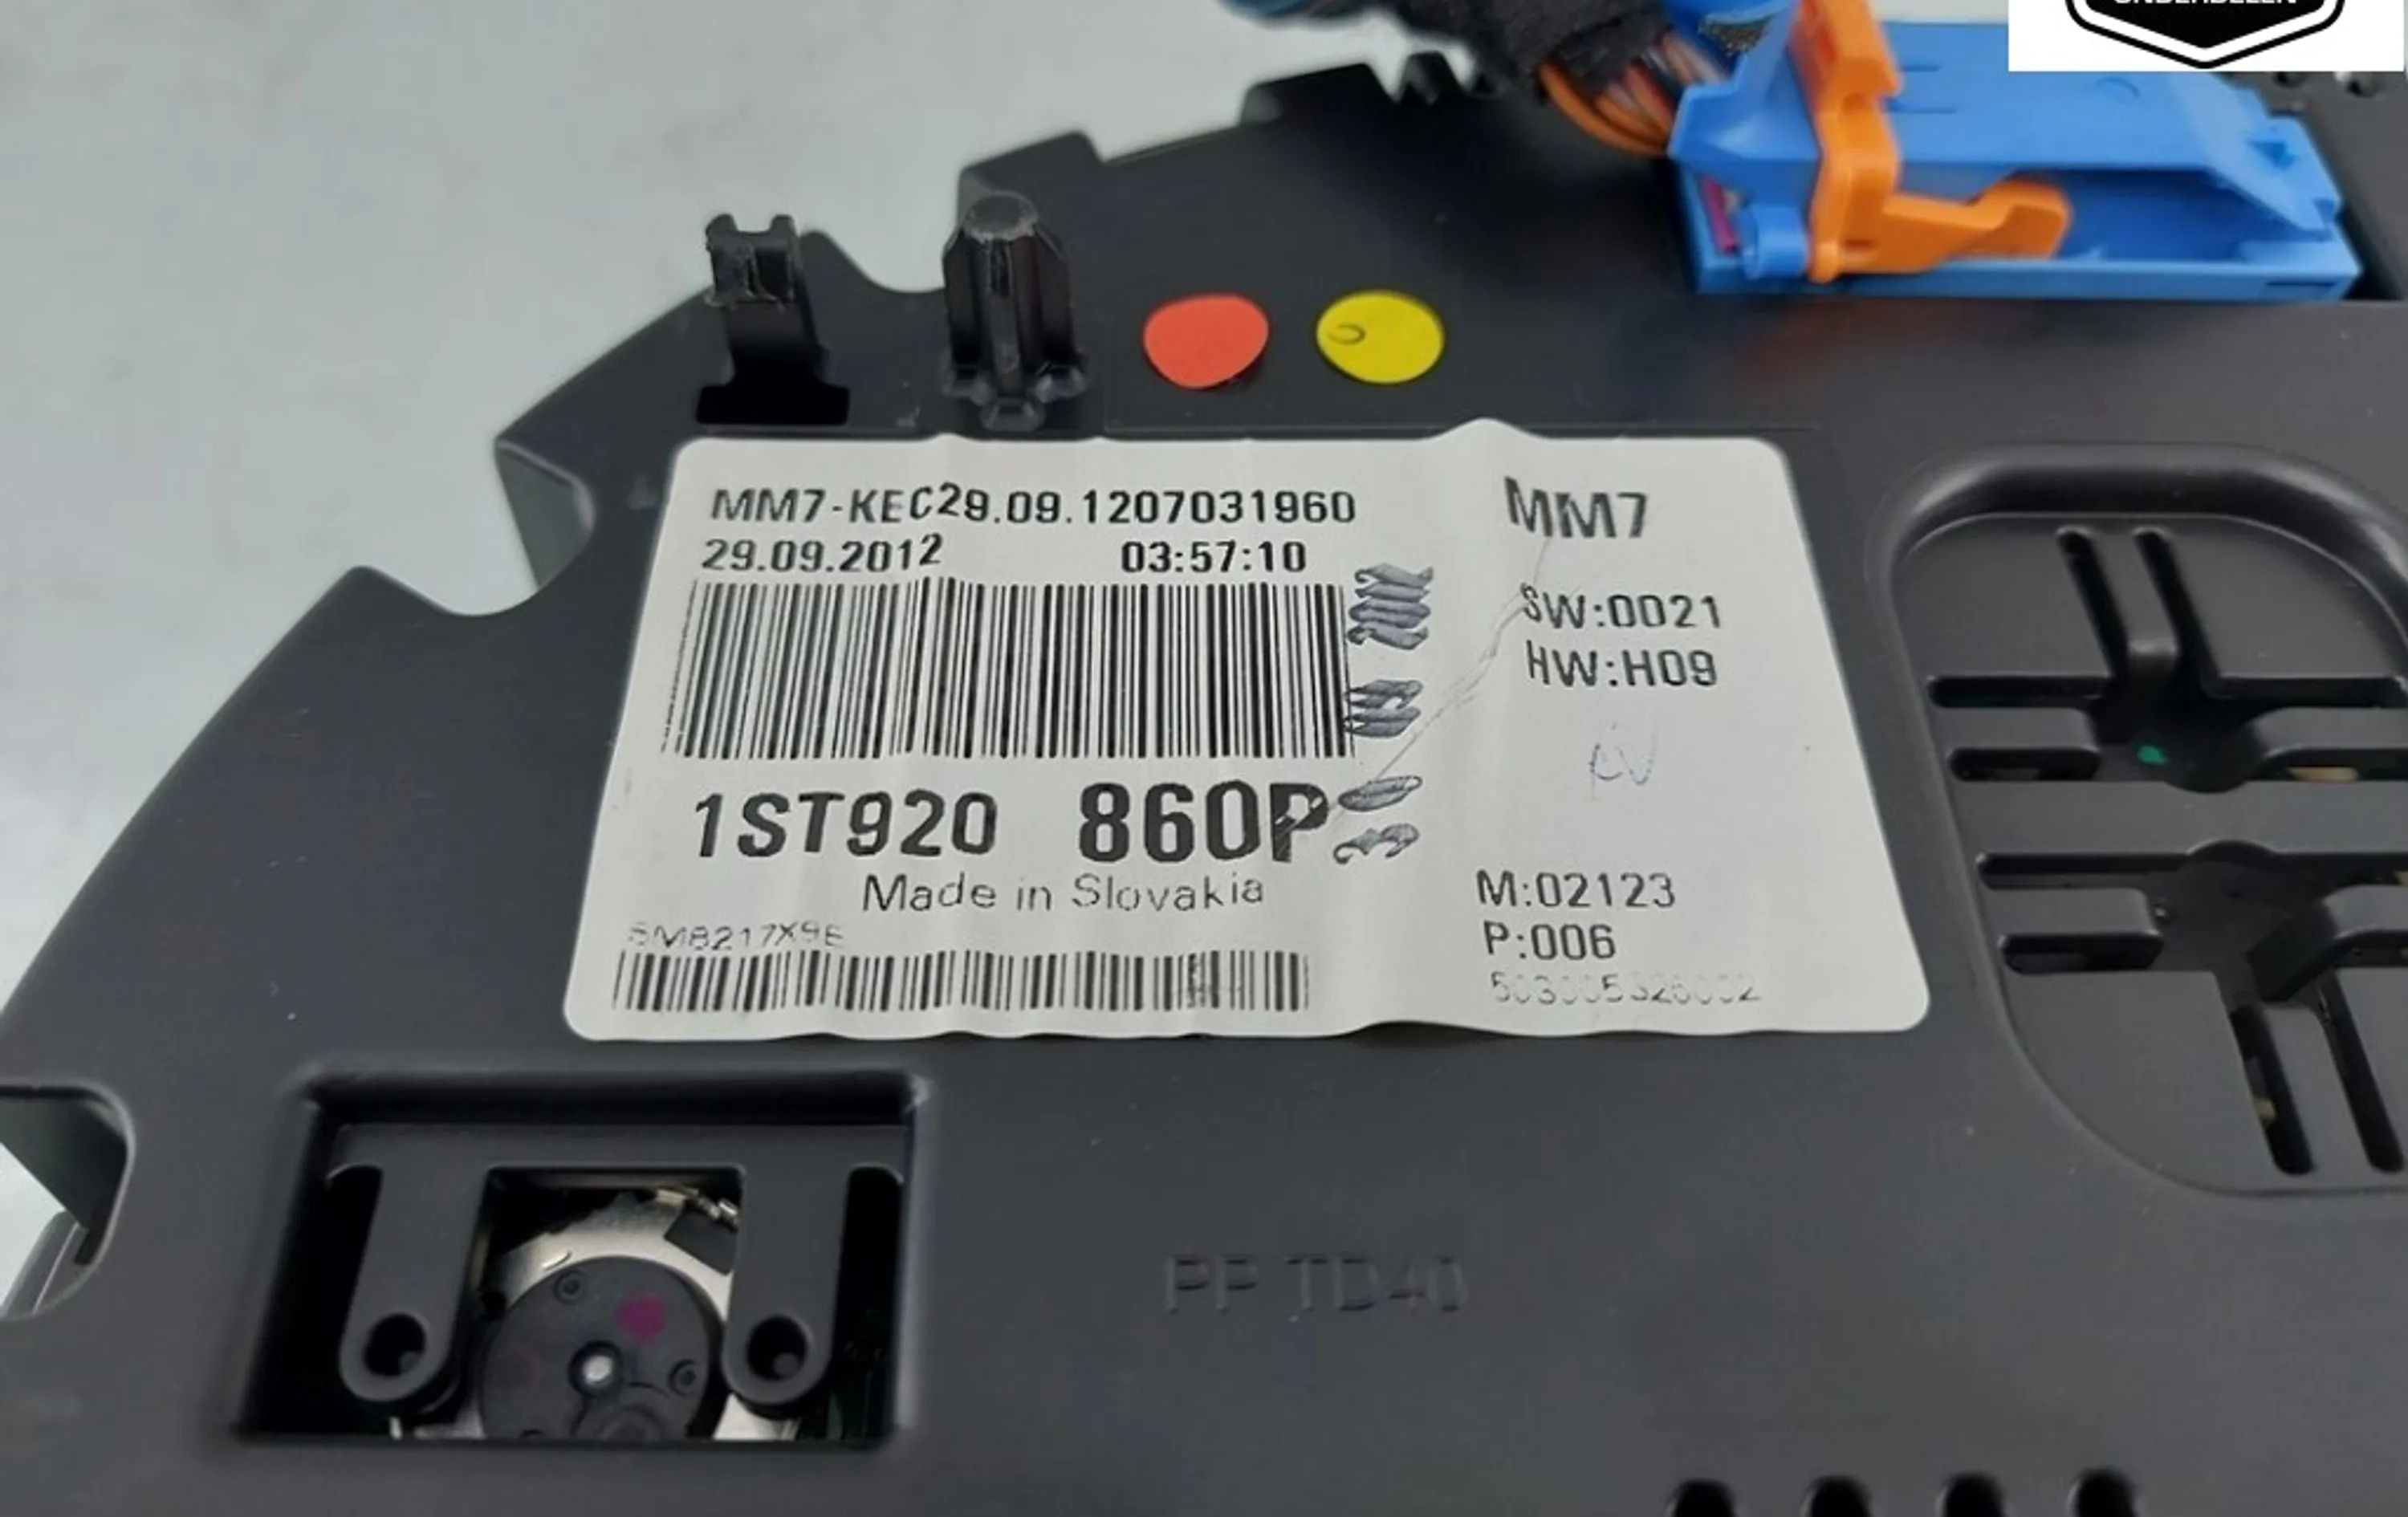 ONDERDELEN
MM7-KEC29.09.1207031960
29.09.2012 03:57:10
MM7
SW:0021
HW:H09
1ST920 860P
Made in Slovakia
M:02123
P:006
PP TD40